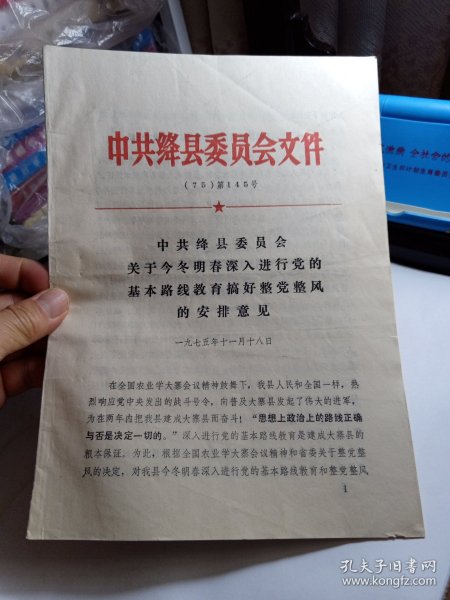 中共绛县委员会文件
(75)第145号
中共绛县委员会
关于今冬明春深入进行党的
基本路线教育搞好整党整风
的安排意见
一九七五年十一月十八日
在全国农业学大寨会议精神鼓舞下，我县人民和全国一样，热
烈响应党中央发出的战斗号令，向普及大寨县发起了伟大的进军，
为在两年内把我县建成大寨县而奋斗！“思想上政治上的路线正确
与否是决定一切的。”深入进行党的基本路线教育是建成大寨县的
根本保证。为此，根据全国农业学大寨会议精神和省委关于整党整
风的决定，对我县今冬明春深入进行党的基本路线教育和整党整风
1
全社会的
孔夫子旧书网
www.kongfz.com